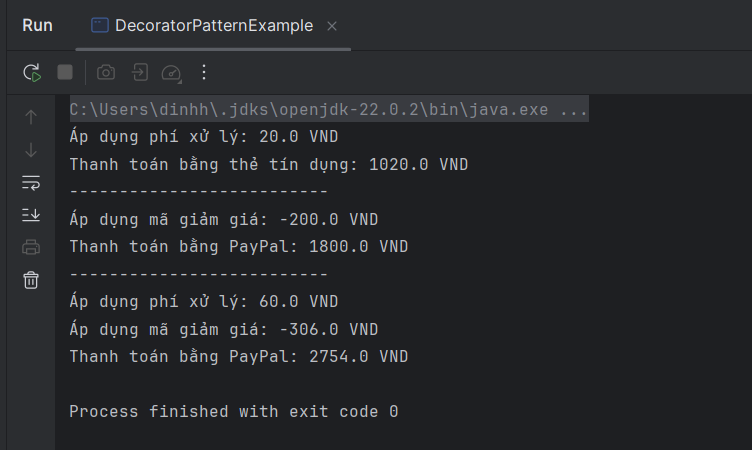 Run DecoratorPatternExample
C:\Users\dinhh\.jdks\openjdk-22.0.2\bin\java.exe ...
Áp dụng phí xử lý: 20.0 VND
Thanh toán bằng thẻ tín dụng: 1020.0 VND
--------------------------
Áp dụng mã giảm giá: -200.0 VND
Thanh toán bằng PayPal: 1800.0 VND
--------------------------
Áp dụng phí xử lý: 60.0 VND
Áp dụng mã giảm giá: -306.0 VND
Thanh toán bằng PayPal: 2754.0 VND
Process finished with exit code 0